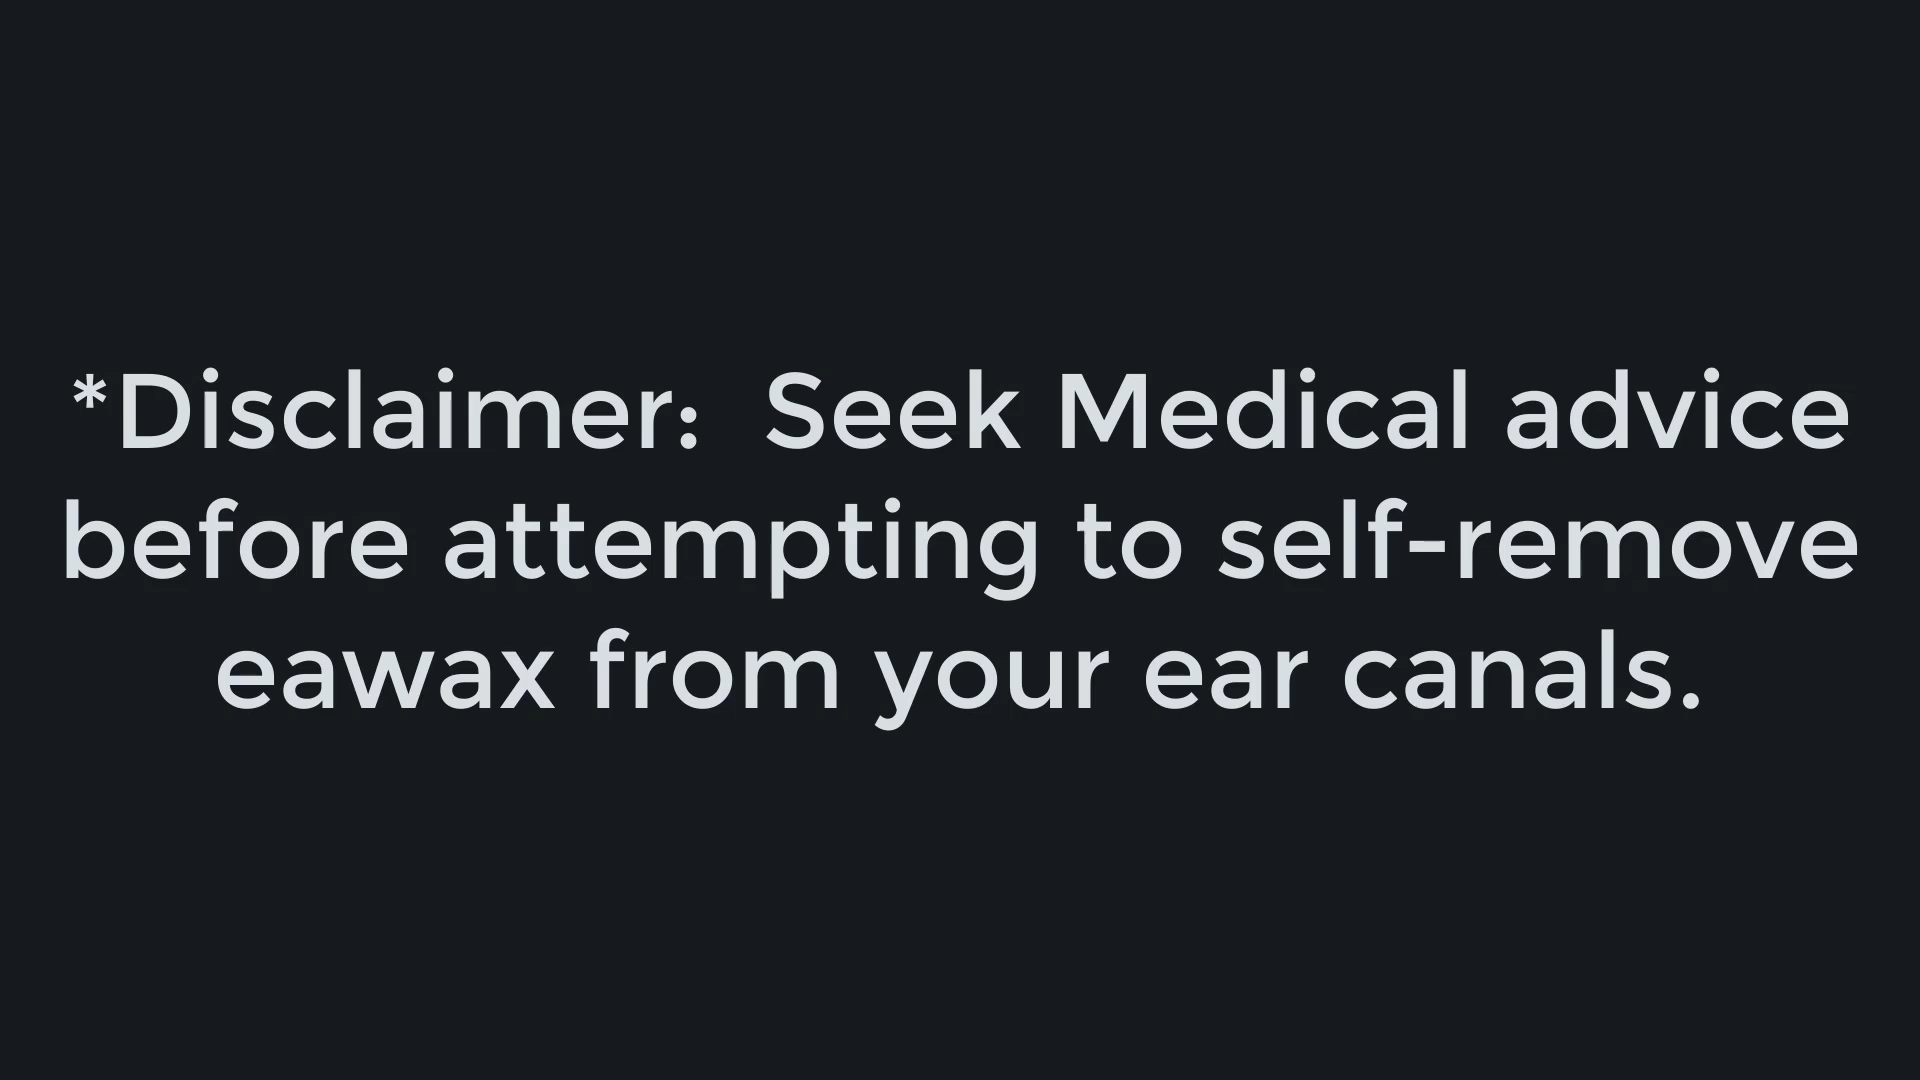 *Disclaimer:  Seek Medical advice
before attempting to self-remove
eawax from your ear canals.